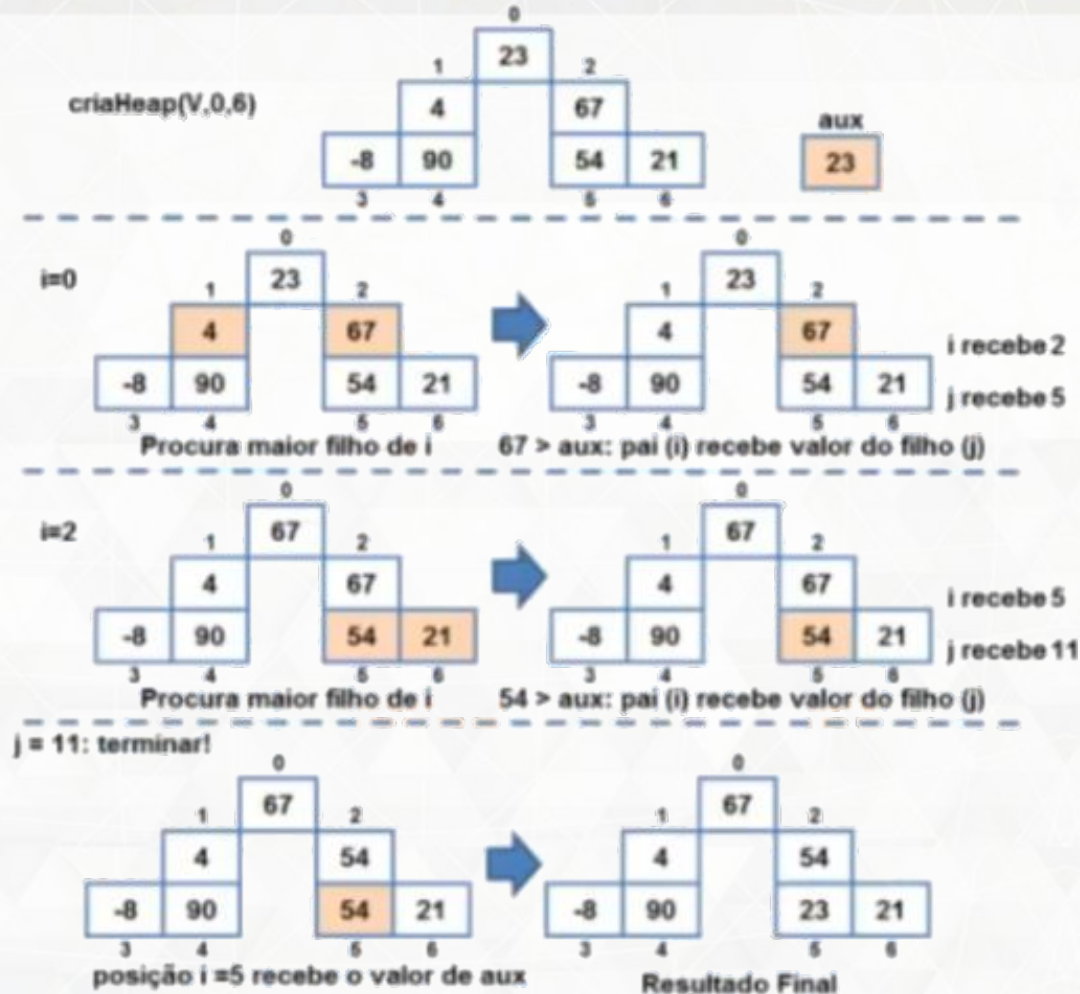 0
23
1 2
criaHeap(V,0,6)
4 67
aux
-8 90 54 21
23
3 4 5 6
0 0
i=0
23 23
1 2 1 2
4 67 4 67
i recebe 2
-8 90 54 21 -8 90 54 21
j recebe 5
3 4 5 6 3 4 5 6
Procura maior filho de i 67 > aux: pai (i) recebe valor do filho (j)
0 0
i=2
67 67
1 2 1 2
4 67 4 67
i recebe 5
-8 90 54 21 -8 90 54 21
j recebe 11
3 4 5 6 3 4 5 6
Procura maior filho de i 54 > aux: pai (i) recebe valor do filho (j)
j = 11: terminar!
0 0
67 67
1 2 1 2
4 54 4 54
-8 90 54 21 -8 90 23 21
3 4 5 6 3 4 5 6
posição i =5 recebe o valor de aux Resultado Final